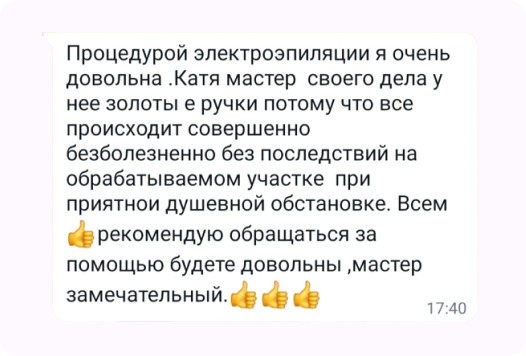 Процедурой электроэпиляции я очень
довольна .Катя мастер  своего дела у
нее золоты е ручки потому что все
происходит совершенно
безболезненно без последствий на
обрабатываемом участке  при
приятнои душевной обстановке. Всем
👍рекомендую обращаться за
помощью будете довольны ,мастер
замечательный.👍👍👍
17:40